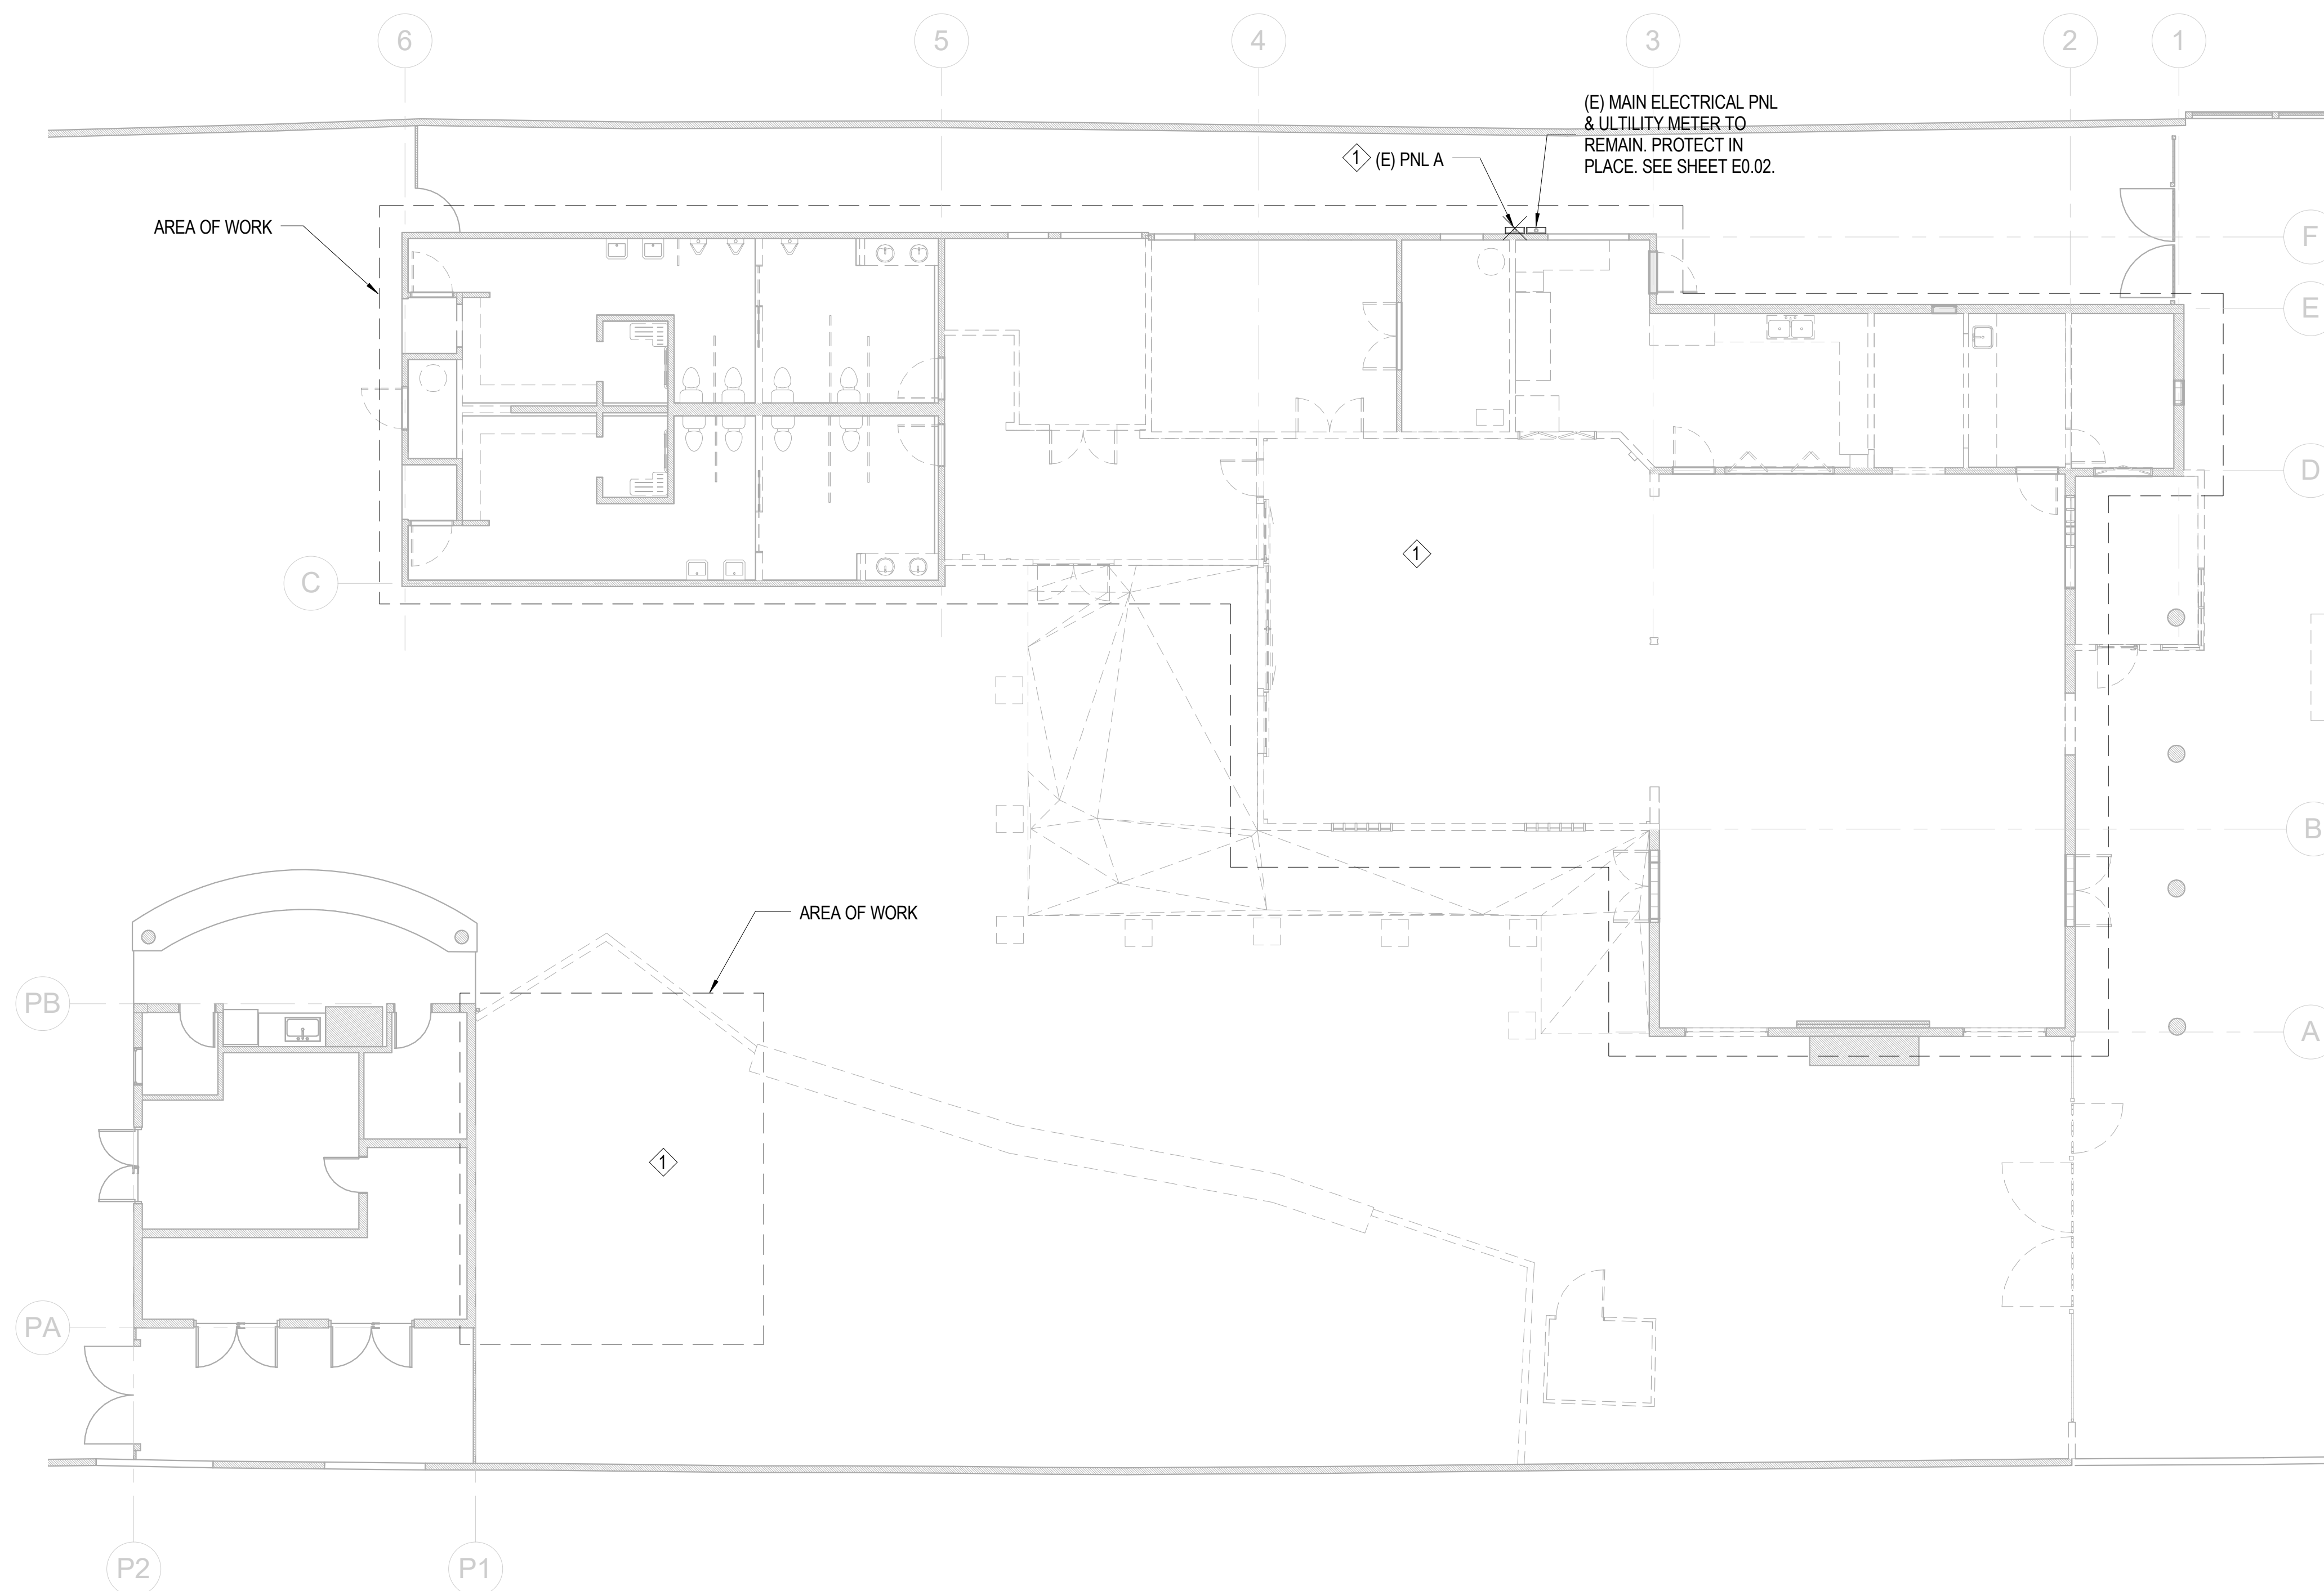 6
5
4
3
2
1
(E) MAIN ELECTRICAL PNL
& ULTILITY METER TO
REMAIN. PROTECT IN
PLACE. SEE SHEET E0.02.
1
(E) PNL A
AREA OF WORK
F
E
D
1
C
B
AREA OF WORK
PB
A
1
PA
P2
P1